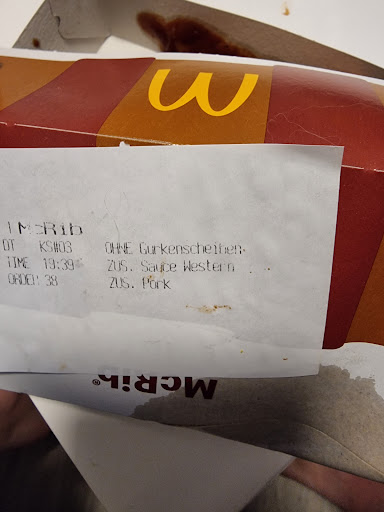 1 McRib
DT KS#03 OHNE Gurkenscheiben
TIME 19:39 ZUS. Sauce Western
ORDER 38 ZUS. Pork
McRib®